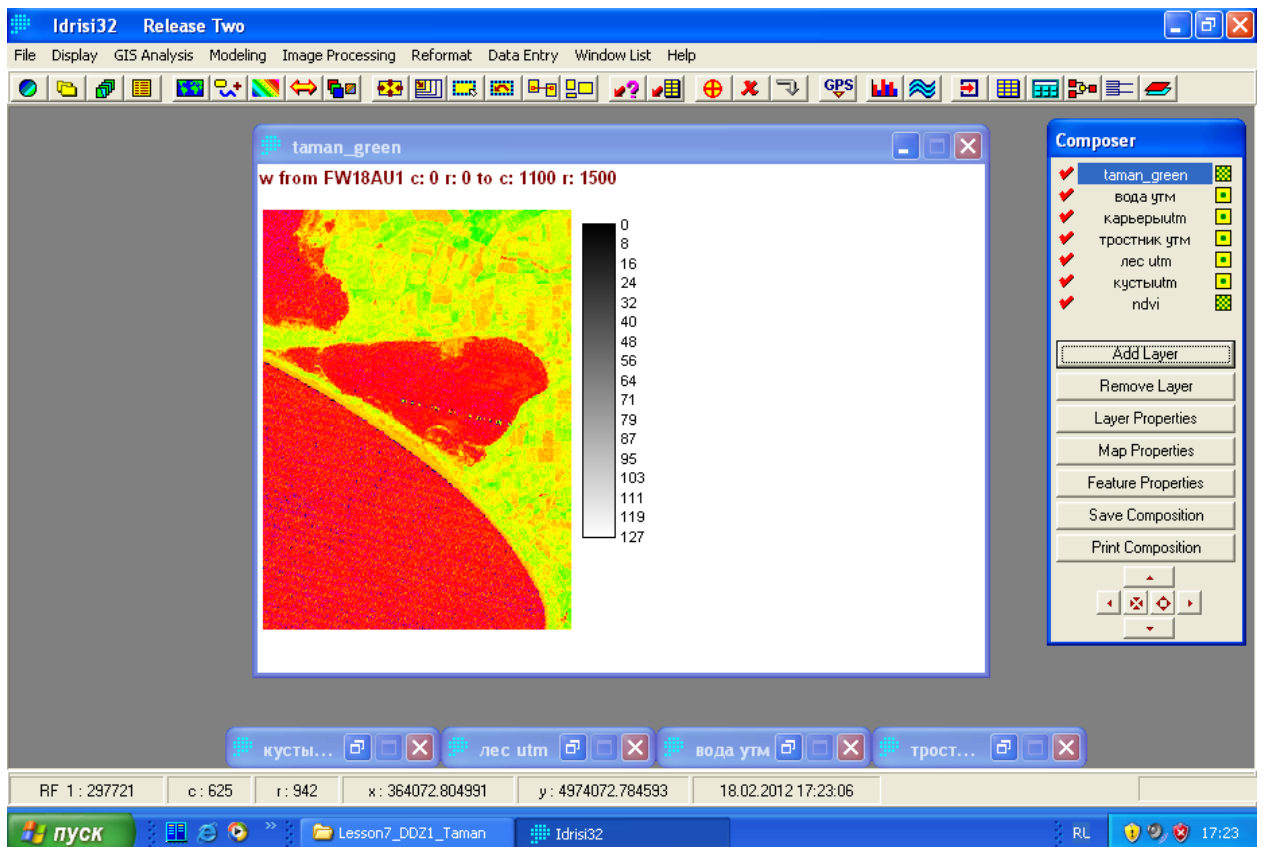 Idrisi32 Release Two
File Display GIS Analysis Modeling Image Processing Reformat Data Entry Window List Help
GPS
taman_green
w from FW18AU1 c: 0 r: 0 to c: 1100 r: 1500
0
8
16
24
32
40
48
56
64
71
79
87
95
103
111
119
127
Composer
taman_green
вода утм
карьерыutm
тростник утм
лес utm
кустыutm
ndvi
Add Layer
Remove Layer
Layer Properties
Map Properties
Feature Properties
Save Composition
Print Composition
кусты... лес utm вода утм трост...
RF 1 : 297721 c : 625 r : 942 x : 364072.804991 y : 4974072.784593 18.02.2012 17:23:06
пуск » Lesson7_DDZ1_Taman Idrisi32 RL 17:23